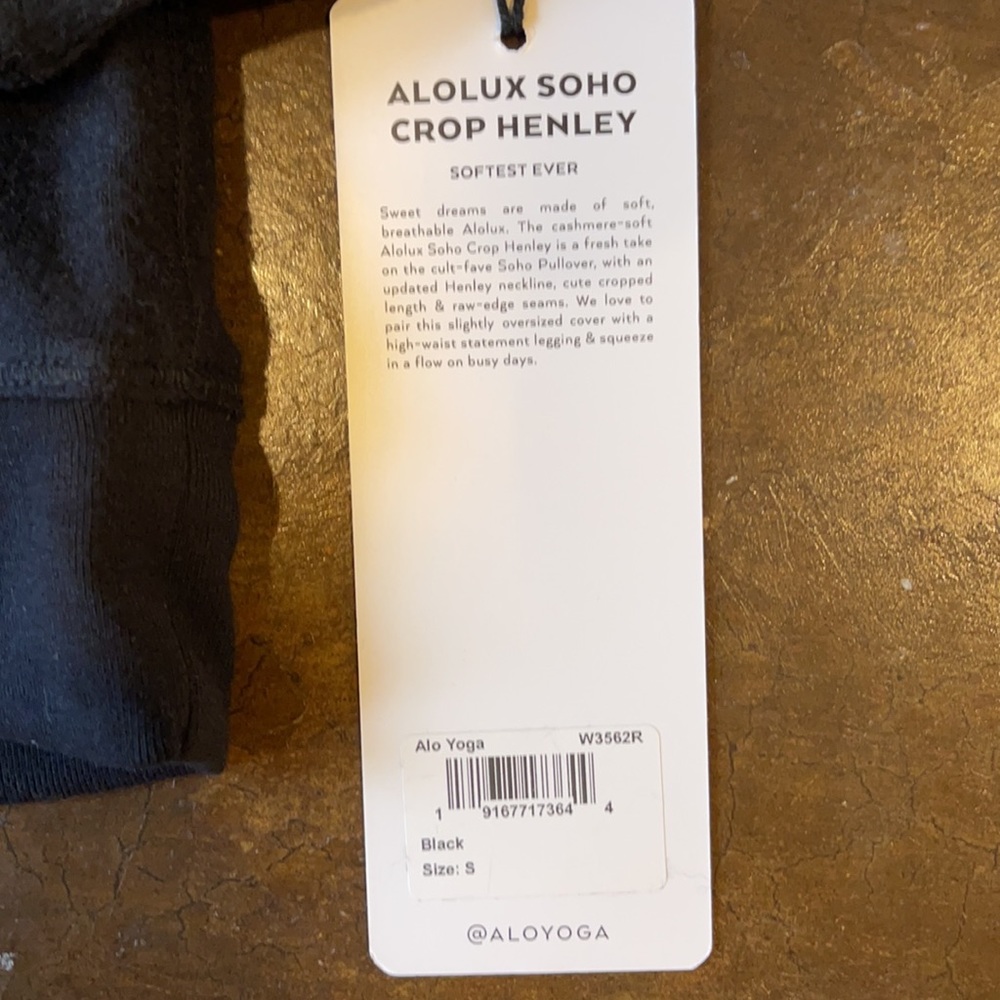 ALOLUX SOHO
CROP HENLEY
SOFTEST EVER
Sweet dreams are made of soft,
breathable Alolux. The cashmere-soft
Alolux Soho Crop Henley is a fresh take
on the cult-fave Soho Pullover, with an
updated Henley neckline, cute cropped
length & raw-edge seams. We love to
pair this slightly oversized cover with a
high-waist statement legging & squeeze
in a flow on busy days.
Alo Yoga W3562R
1 9167717364 4
Black
Size: S
@ALOYOGA